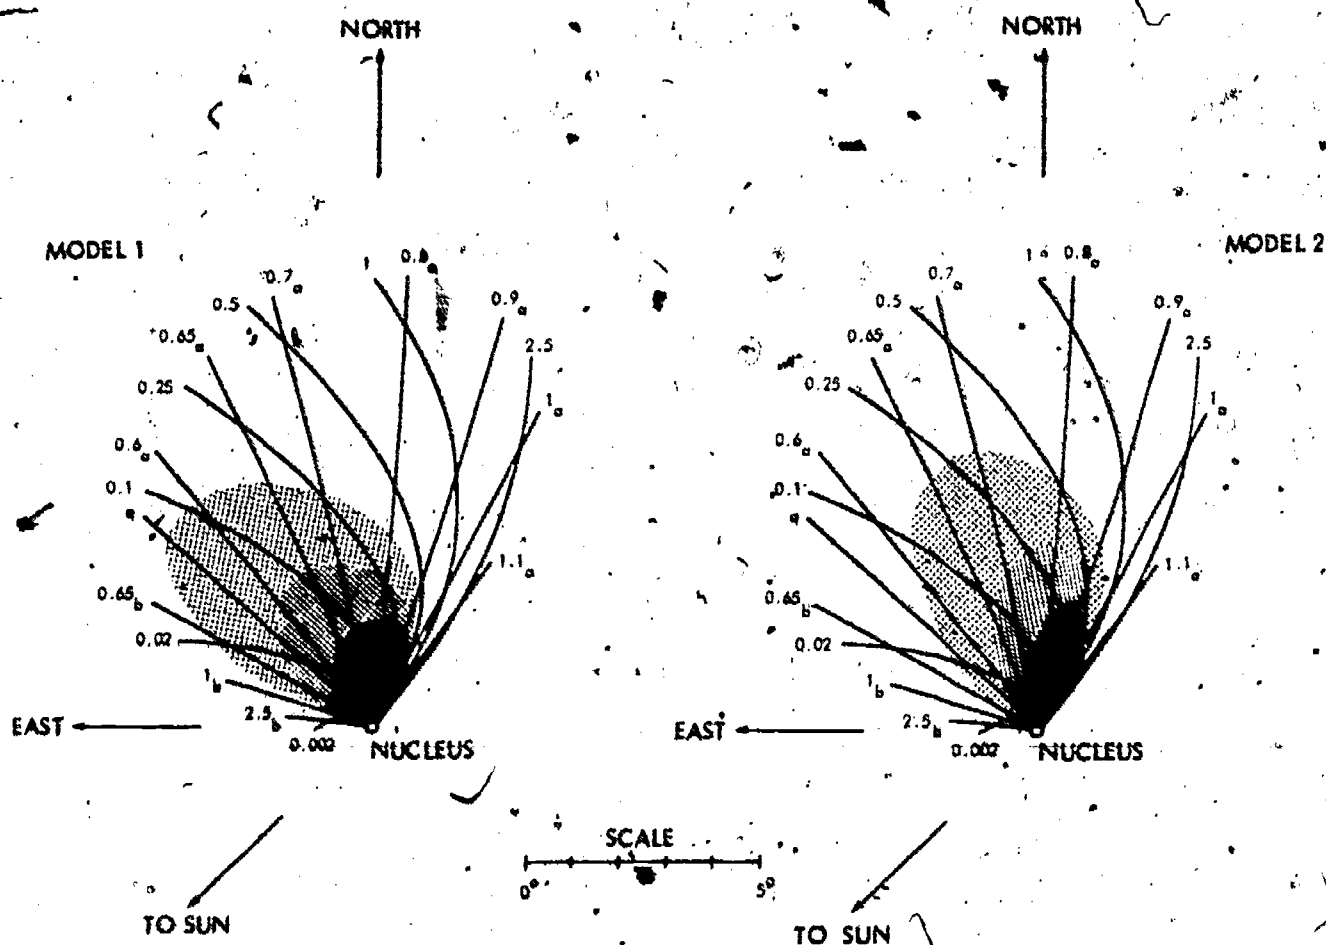 NORTH
NORTH
MODEL 1
MODEL 2
0.7a
1
0.8a
0.5
0.9a
0.65a
2.5
0.25
1a
0.6a
0.1
q
1.1a
0.65b
0.02
1b
2.5b
0.002
EAST
NUCLEUS
1a
0.8a
0.7a
0.5
0.9a
0.65a
2.5
0.25
1a
0.6a
0.1
q
1.1a
0.65b
0.02
1b
2.5b
0.002
EAST
NUCLEUS
SCALE
0°
5°
TO SUN
TO SUN